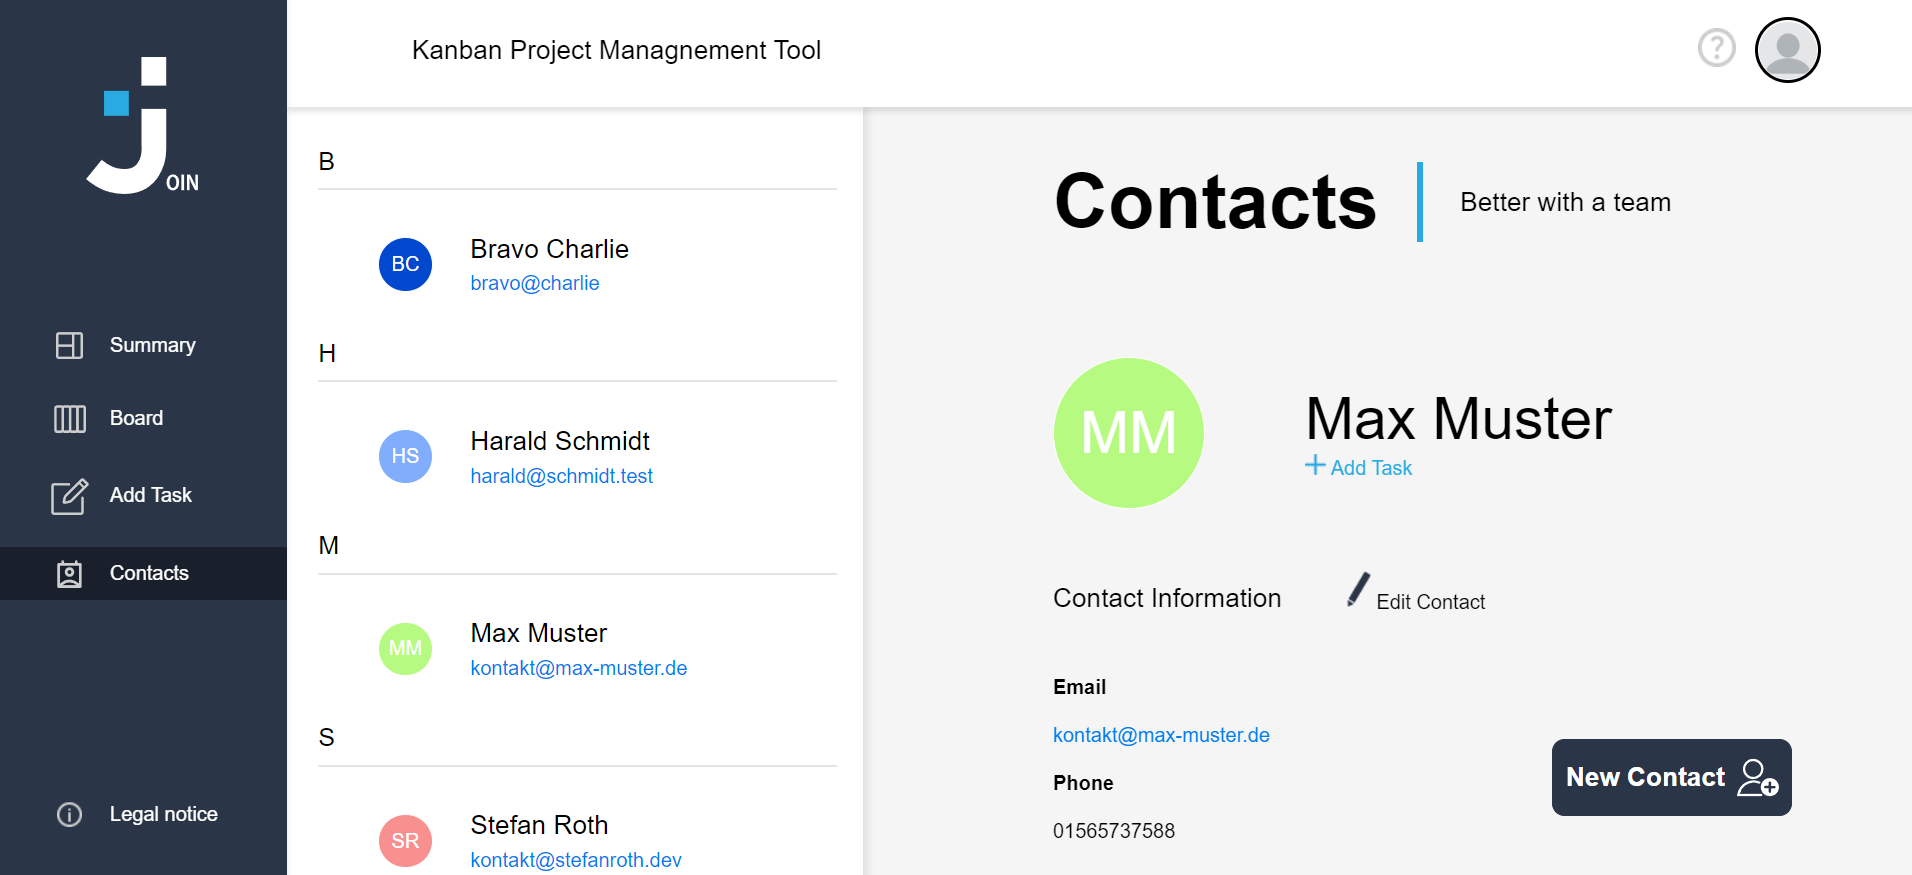 OIN
Summary
Board
Add Task
Contacts
Legal notice
Kanban Project Managnement Tool
?
B
BC
Bravo Charlie
bravo@charlie
H
HS
Harald Schmidt
harald@schmidt.test
M
MM
Max Muster
kontakt@max-muster.de
S
SR
Stefan Roth
kontakt@stefanroth.dev
Contacts
Better with a team
MM
Max Muster
Add Task
Contact Information
Edit Contact
Email
kontakt@max-muster.de
Phone
01565737588
New Contact